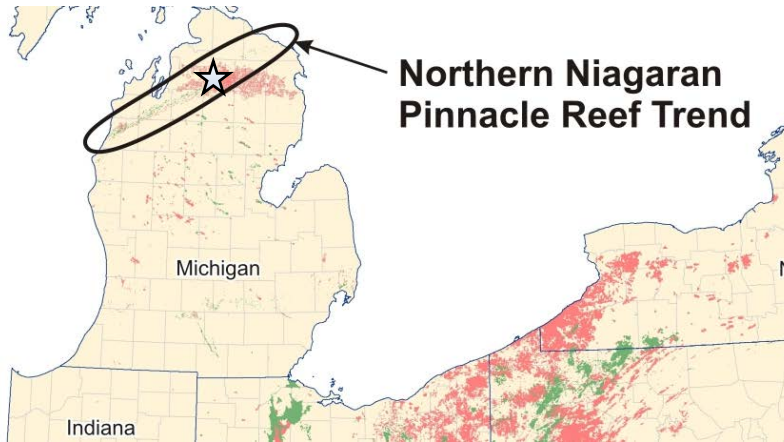 Northern Niagaran
Pinnacle Reef Trend
Michigan
Indiana
N